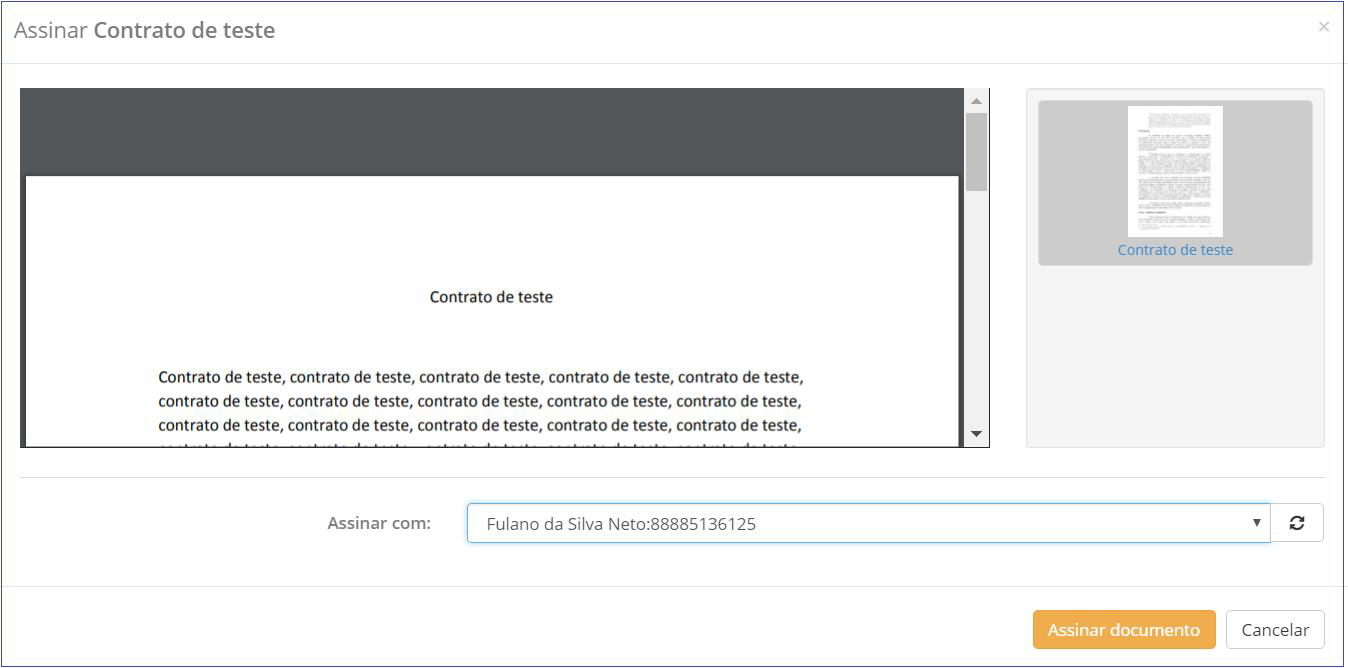 Assinar Contrato de teste
×
Contrato de teste
Contrato de teste, contrato de teste, contrato de teste, contrato de teste, contrato de teste,
contrato de teste, contrato de teste, contrato de teste, contrato de teste, contrato de teste,
contrato de teste, contrato de teste, contrato de teste, contrato de teste, contrato de teste,
Contrato de teste
Assinar com:
Fulano da Silva Neto:88885136125
Assinar documento
Cancelar